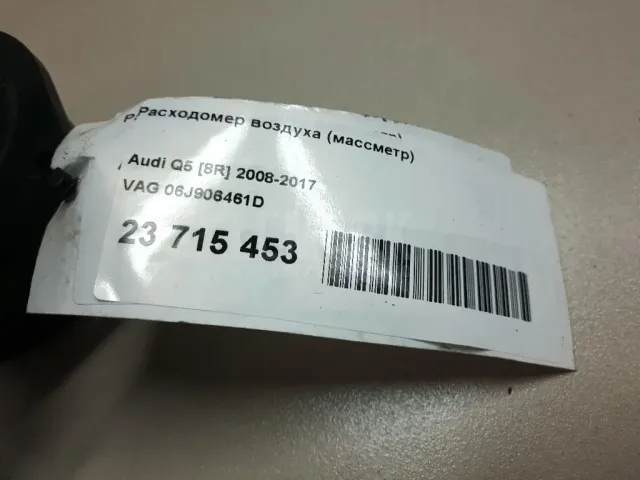 Расходомер воздуха (массметр)
Audi Q5 [8R] 2008-2017
VAG 06J906461D
23 715 453